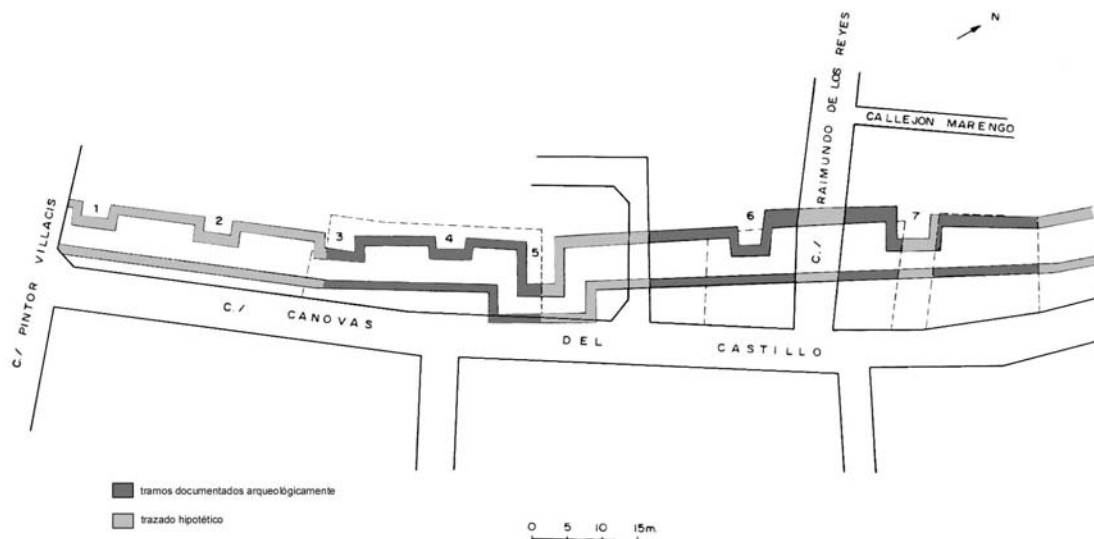 N
C./ RAIMUNDO DE LOS REYES
CALLEJON MARENGO
C./ PINTOR VILLACIS
1
2
3
4
5
6
7
C./ CANOVAS DEL CASTILLO
tramos documentados arqueológicamente
trazado hipotético
0 5 10 15m.